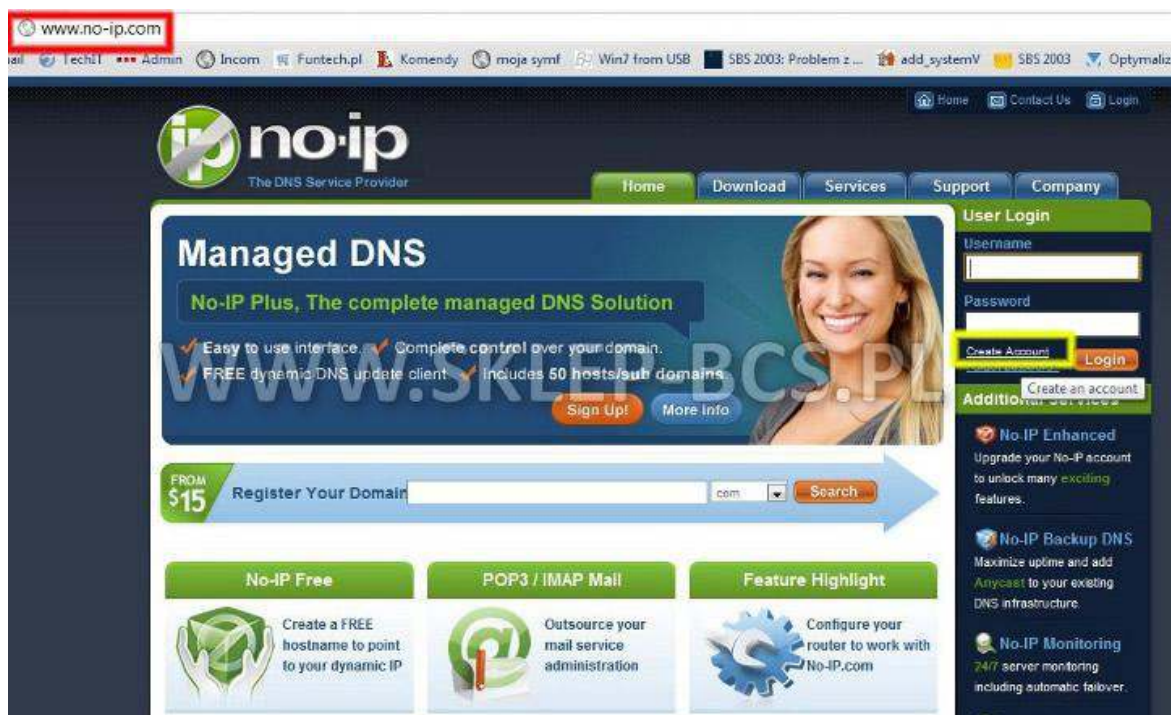 www.no-ip.com
ail TechIT Admin Incom Funtech.pl Komendy moja symf Win7 from USB SBS 2003: Problem z ... add_systemV SBS 2003 Optymaliz
Home Contact Us Login
ip no·ip
The DNS Service Provider
Home Download Services Support Company
Managed DNS
No-IP Plus, The complete managed DNS Solution
Easy to use interface. Complete control over your domain.
FREE dynamic DNS update client Includes 50 hosts/sub domains.
Sign Up! More Info
WWW.SKLEP-BCS.PL
User Login
Username
Password
Create Account
Login
Create an account
FROM
$15
Register Your Domain
com
Search
No-IP Free
Create a FREE
hostname to point
to your dynamic IP
POP3 / IMAP Mail
Outsource your
mail service
administration
Feature Highlight
Configure your
router to work with
No-IP.com
No-IP Enhanced
Upgrade your No-IP account
to unlock many exciting
features.
No-IP Backup DNS
Maximize uptime and add
Anycast to your existing
DNS infrastructure.
No-IP Monitoring
24/7 server monitoring
including automatic failover.